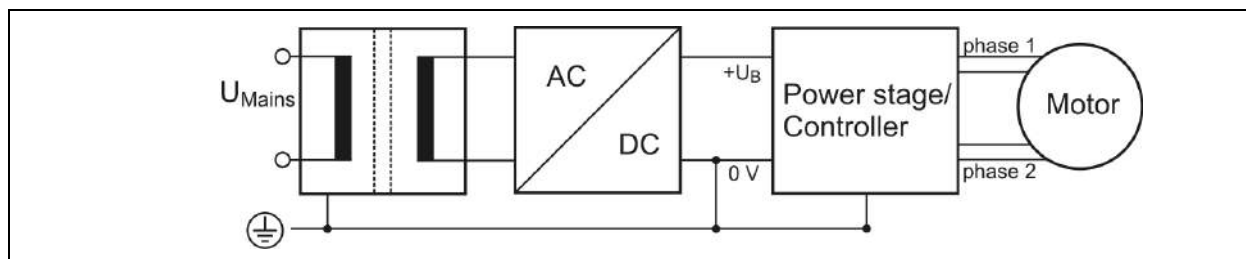 U_Mains
AC
DC
+U_B
0 V
Power stage/
Controller
phase 1
phase 2
Motor